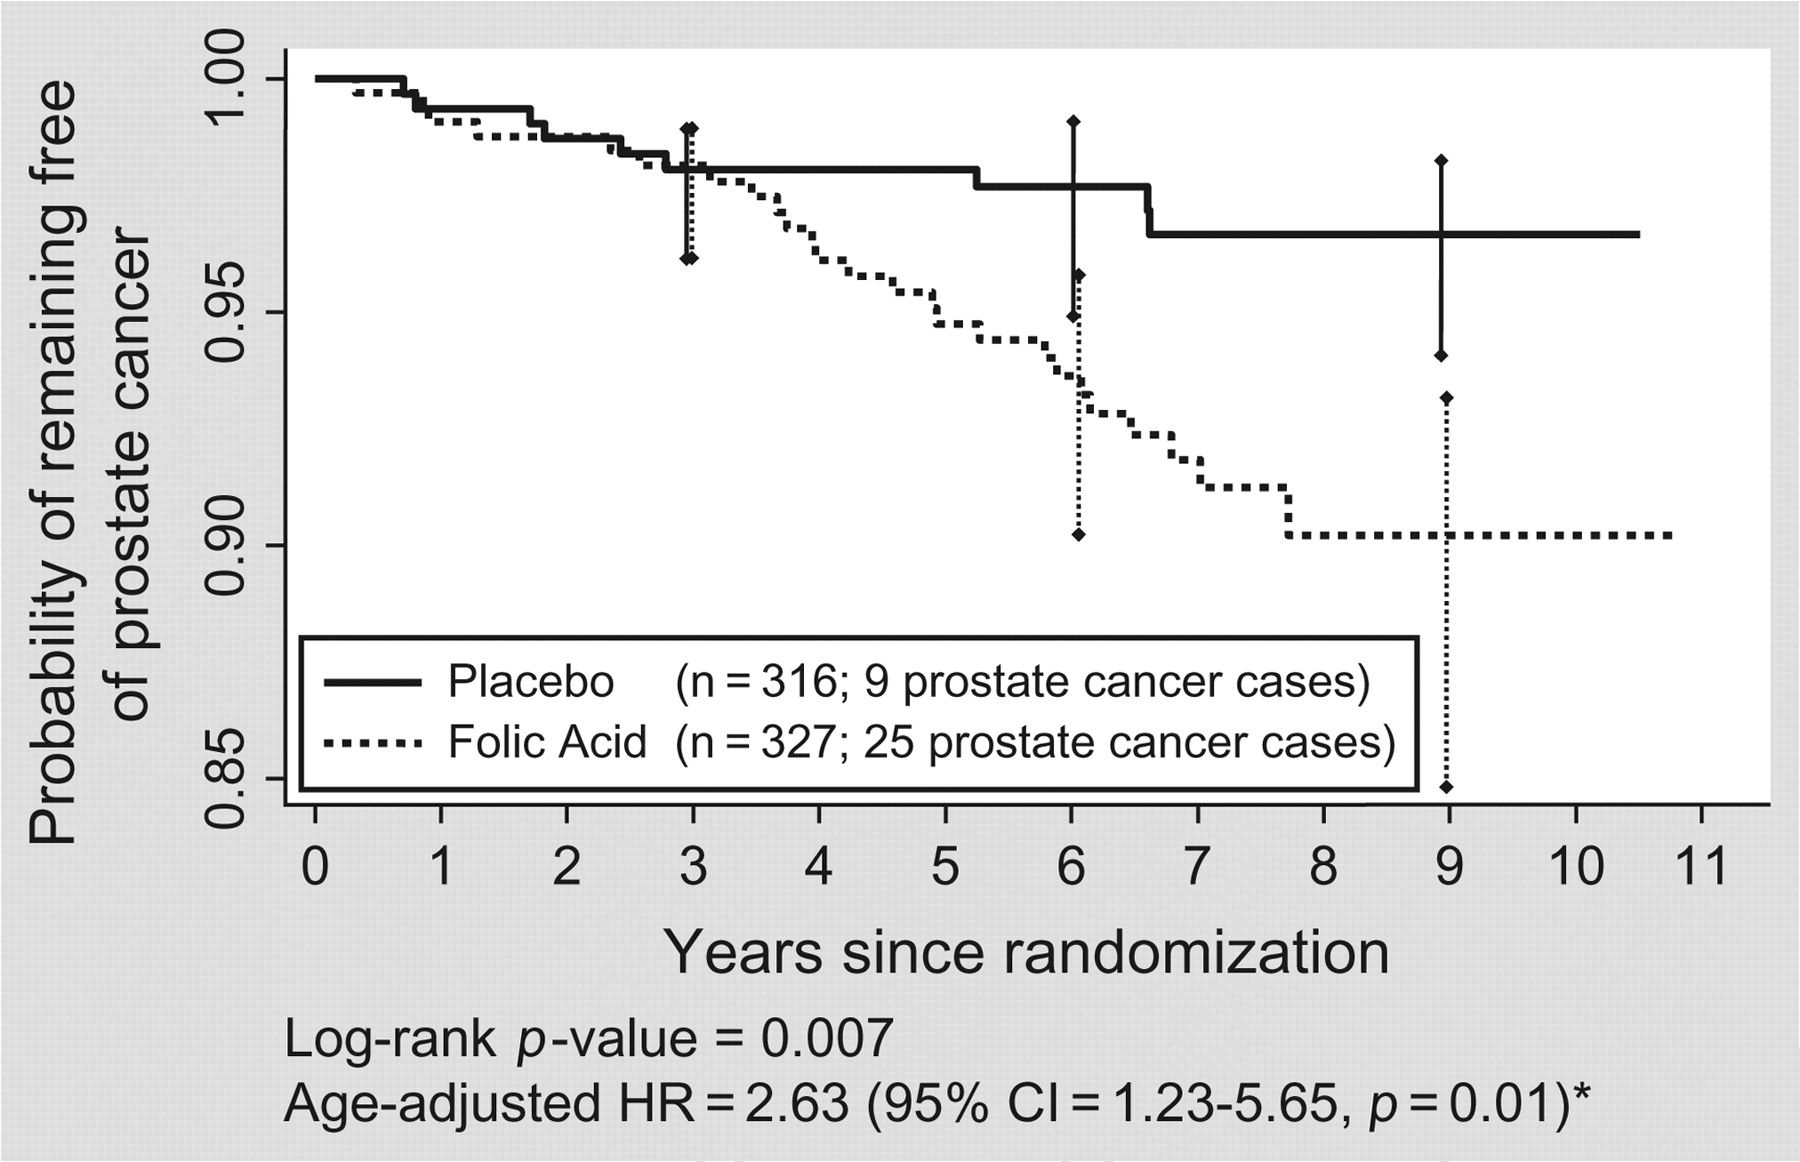 Probability of remaining free
of prostate cancer
1.00
0.95
0.90
0.85
Placebo (n = 316; 9 prostate cancer cases)
Folic Acid (n = 327; 25 prostate cancer cases)
0 1 2 3 4 5 6 7 8 9 10 11
Years since randomization
Log-rank p-value = 0.007
Age-adjusted HR = 2.63 (95% CI = 1.23-5.65, p = 0.01)*